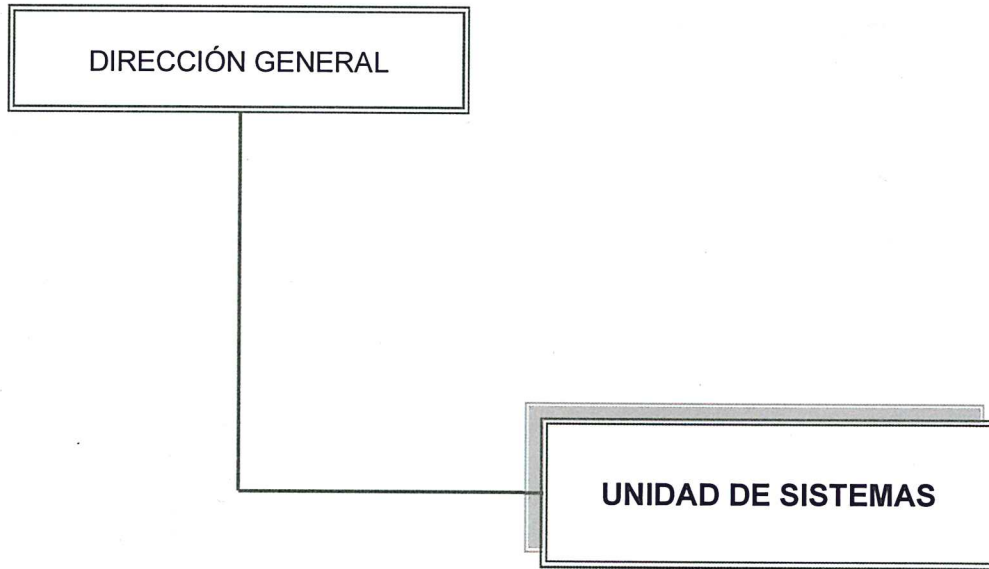 DIRECCIÓN GENERAL
UNIDAD DE SISTEMAS